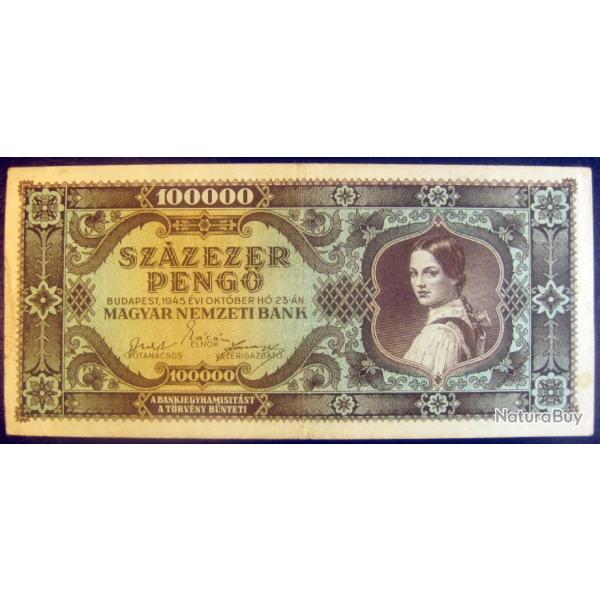 100000
SZÁZEZER
PENGŐ
BUDAPEST, 1945. ÉVI OKTÓBER HÓ 23-ÁN
MAGYAR NEMZETI BANK
ELNÖK
FŐTANÁCSOS
VEZÉRIGAZGATÓ
100000
A BANKJEGYHAMISITÁST
A TÖRVÉNY BÜNTETI
NaturaBuy